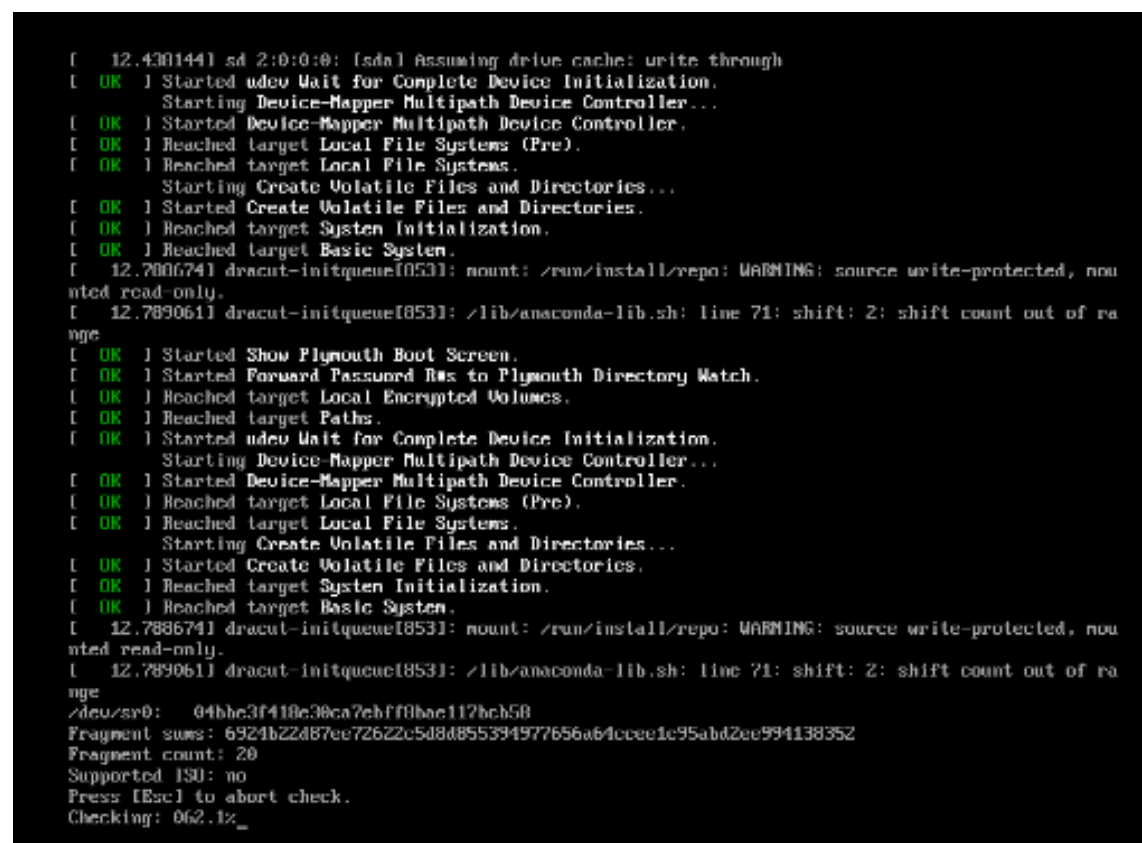 [   12.438144] sd 2:0:0:0: [sda] Assuming drive cache: write through
[  OK  ] Started udev Wait for Complete Device Initialization.
         Starting Device-Mapper Multipath Device Controller...
[  OK  ] Started Device-Mapper Multipath Device Controller.
[  OK  ] Reached target Local File Systems (Pre).
[  OK  ] Reached target Local File Systems.
         Starting Create Volatile Files and Directories...
[  OK  ] Started Create Volatile Files and Directories.
[  OK  ] Reached target System Initialization.
[  OK  ] Reached target Basic System.
[   12.788674] dracut-initqueue[853]: mount: /run/install/repo: WARNING: source write-protected, mou
nted read-only.
[   12.789061] dracut-initqueue[853]: /lib/anaconda-lib.sh: line 71: shift: 2: shift count out of ra
nge
[  OK  ] Started Show Plymouth Boot Screen.
[  OK  ] Started Forward Password R■s to Plymouth Directory Watch.
[  OK  ] Reached target Local Encrypted Volumes.
[  OK  ] Reached target Paths.
[  OK  ] Started udev Wait for Complete Device Initialization.
         Starting Device-Mapper Multipath Device Controller...
[  OK  ] Started Device-Mapper Multipath Device Controller.
[  OK  ] Reached target Local File Systems (Pre).
[  OK  ] Reached target Local File Systems.
         Starting Create Volatile Files and Directories...
[  OK  ] Started Create Volatile Files and Directories.
[  OK  ] Reached target System Initialization.
[  OK  ] Reached target Basic System.
[   12.788674] dracut-initqueue[853]: mount: /run/install/repo: WARNING: source write-protected, mou
nted read-only.
[   12.789061] dracut-initqueue[853]: /lib/anaconda-lib.sh: line 71: shift: 2: shift count out of ra
nge
/dev/sr0:   04bbe3f418e30ca7ebff8bae117bcb58
Fragment sums: 6924b22d87ee72622c5d8d855394977656a64ccee1c95abd2ee994138352
Fragment count: 20
Supported ISO: no
Press [Esc] to abort check.
Checking: 062.1%_